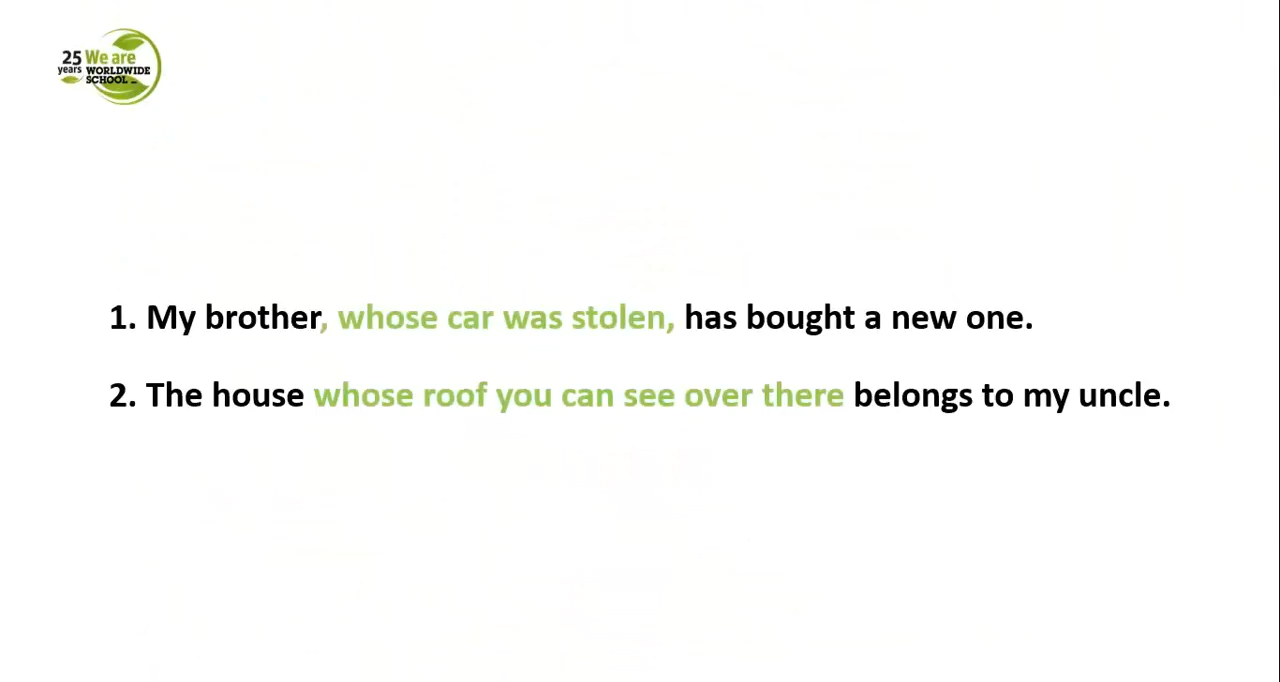 25 We are
years WORLDWIDE
SCHOOL
1. My brother, whose car was stolen, has bought a new one.
2. The house whose roof you can see over there belongs to my uncle.